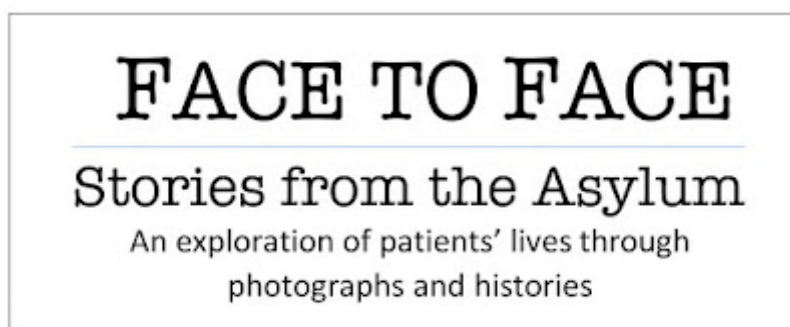 FACE TO FACE
Stories from the Asylum
An exploration of patients’ lives through
photographs and histories